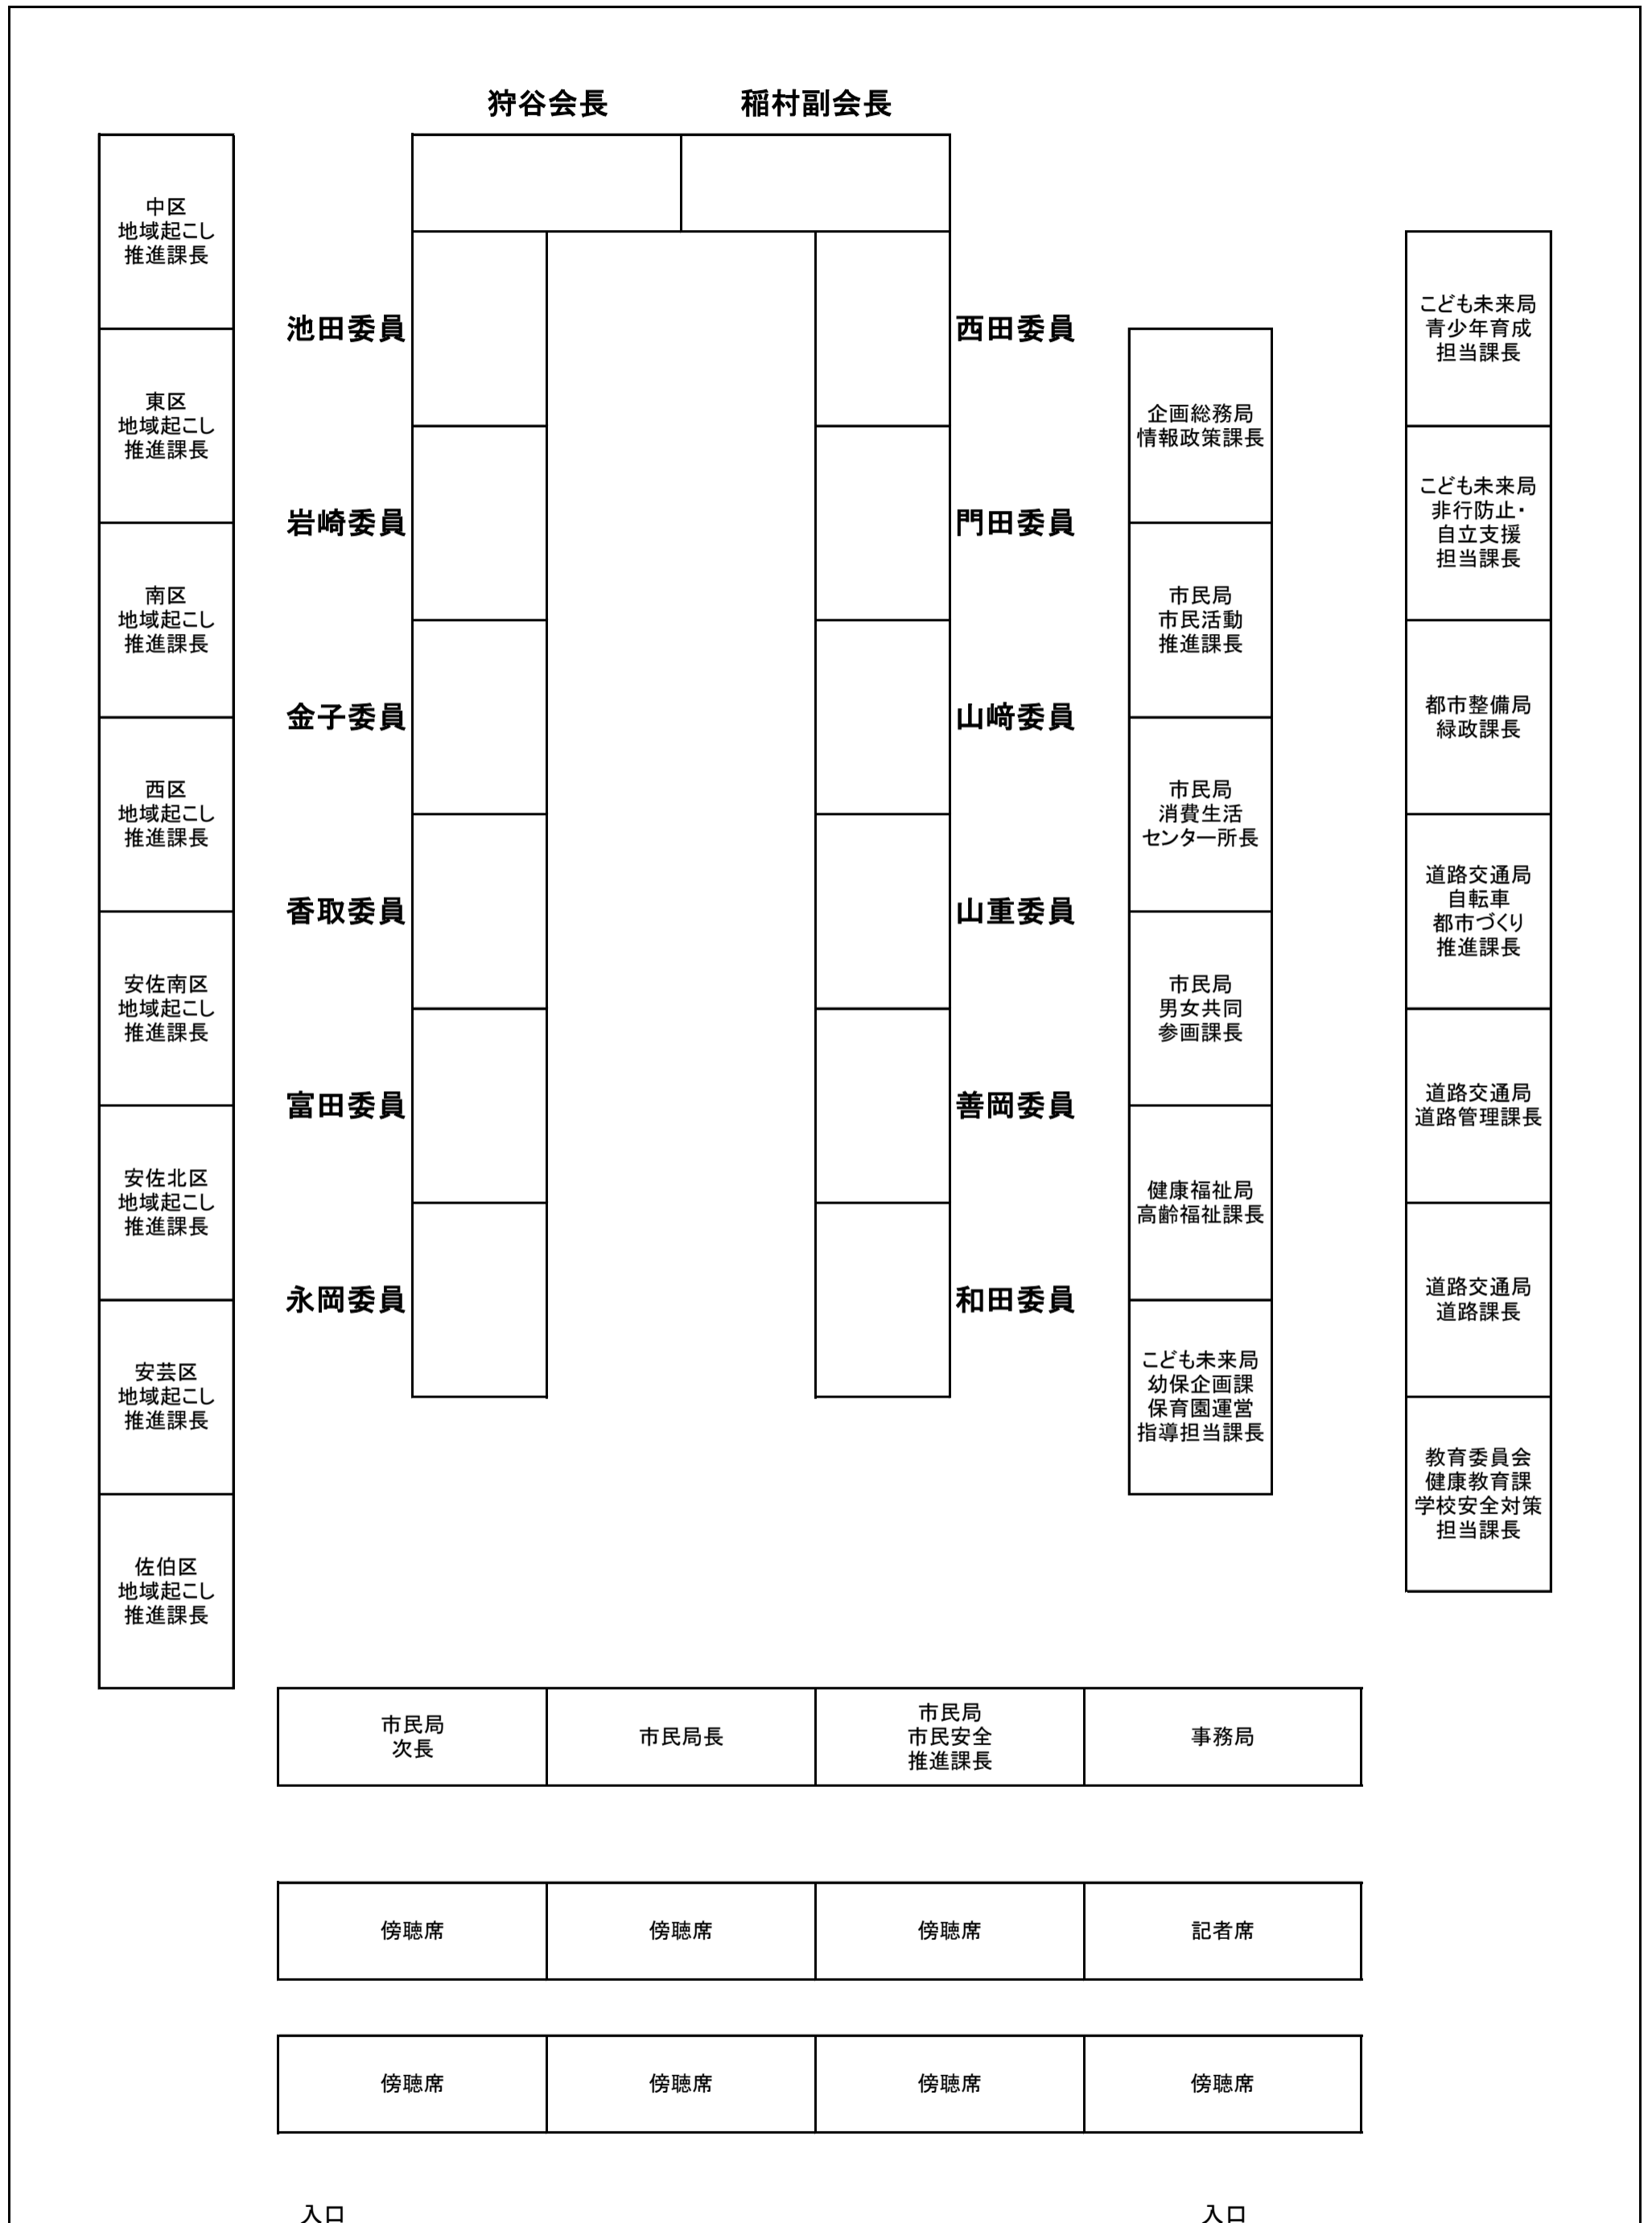 狩谷会長
稲村副会長
中区
地域起こし
推進課長
東区
地域起こし
推進課長
南区
地域起こし
推進課長
西区
地域起こし
推進課長
安佐南区
地域起こし
推進課長
安佐北区
地域起こし
推進課長
安芸区
地域起こし
推進課長
佐伯区
地域起こし
推進課長
池田委員
岩崎委員
金子委員
香取委員
富田委員
永岡委員
西田委員
門田委員
山﨑委員
山重委員
善岡委員
和田委員
企画総務局
情報政策課長
市民局
市民活動
推進課長
市民局
消費生活
センター所長
市民局
男女共同
参画課長
健康福祉局
高齢福祉課長
こども未来局
幼保企画課
保育園運営
指導担当課長
こども未来局
青少年育成
担当課長
こども未来局
非行防止・
自立支援
担当課長
都市整備局
緑政課長
道路交通局
自転車
都市づくり
推進課長
道路交通局
道路管理課長
道路交通局
道路課長
教育委員会
健康教育課
学校安全対策
担当課長
市民局
次長
市民局長
市民局
市民安全
推進課長
事務局
傍聴席
傍聴席
傍聴席
記者席
傍聴席
傍聴席
傍聴席
傍聴席
入口
入口